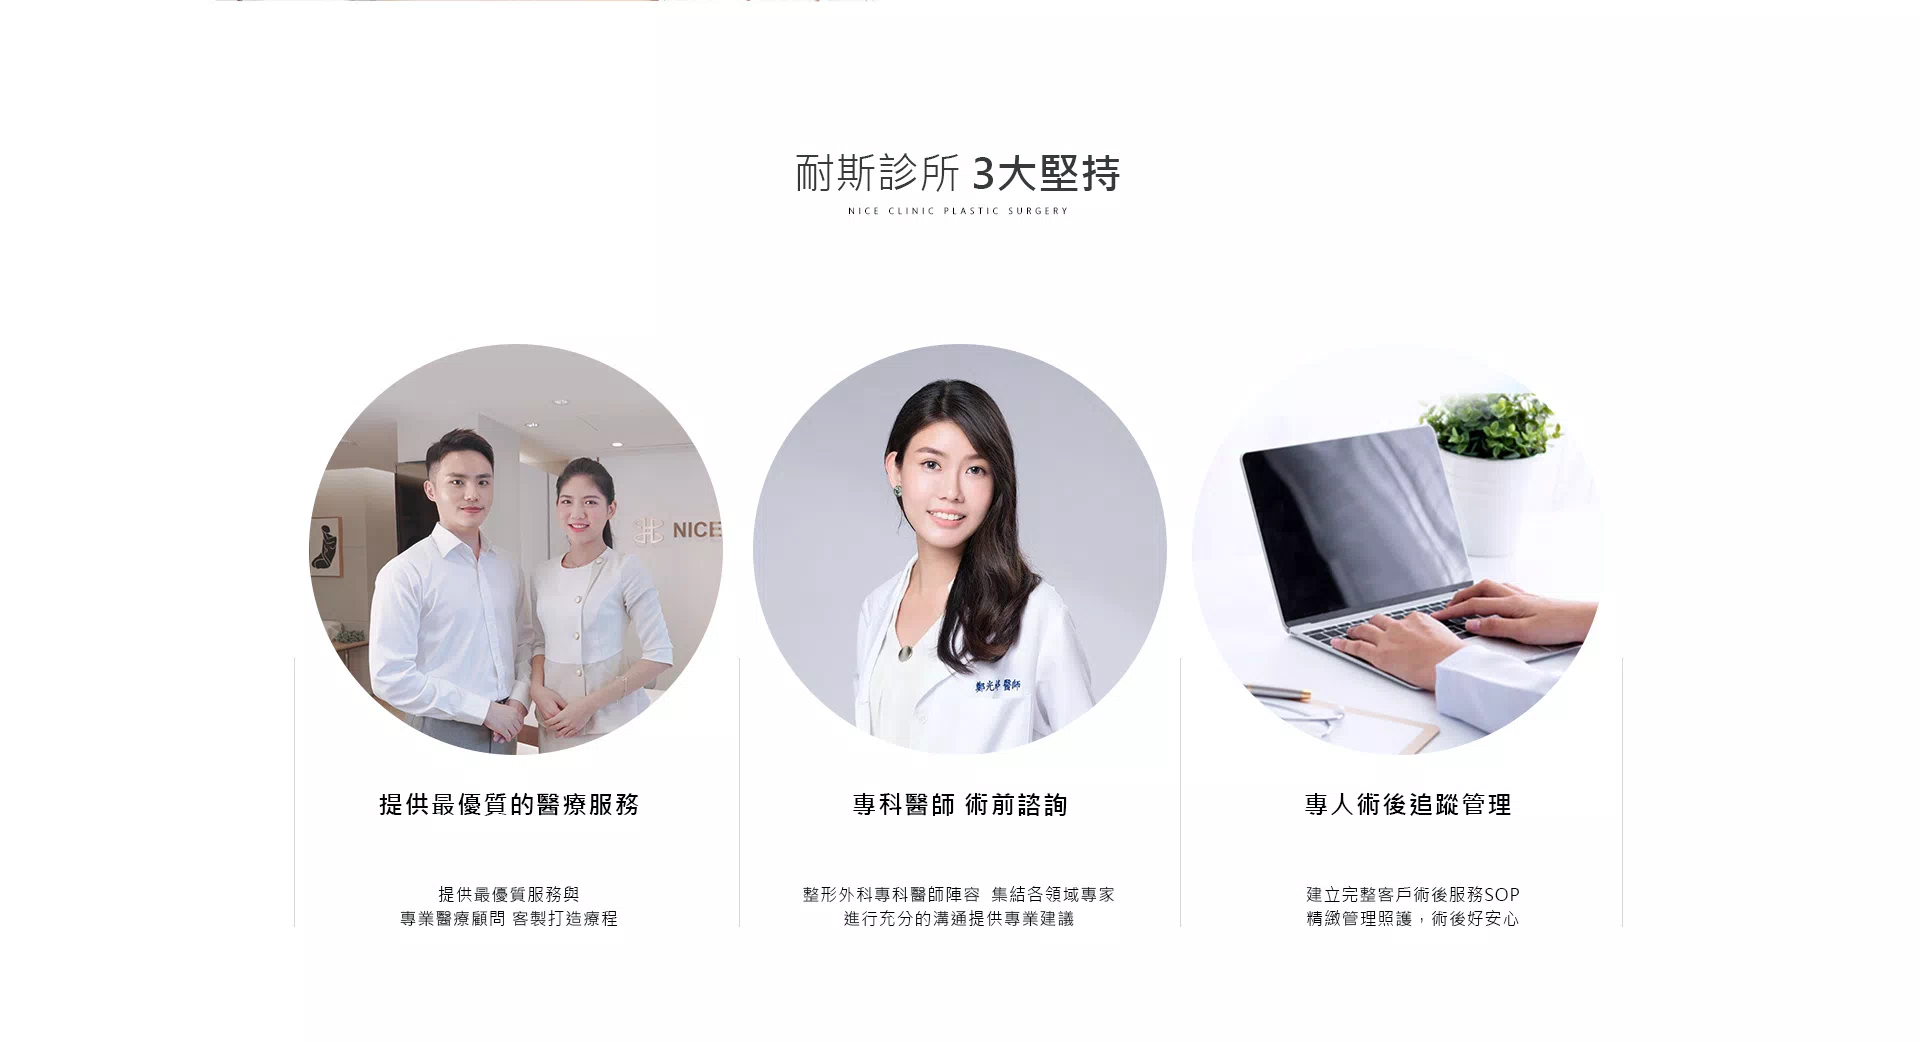 耐斯診所 3大堅持
NICE CLINIC PLASTIC SURGERY
NICE
提供最優質的醫療服務
專科醫師 術前諮詢
專人術後追蹤管理
提供最優質服務與
專業醫療顧問 客製打造療程
整形外科專科醫師陣容 集結各領域專家
進行充分的溝通提供專業建議
建立完整客戶術後服務SOP
精緻管理照護，術後好安心